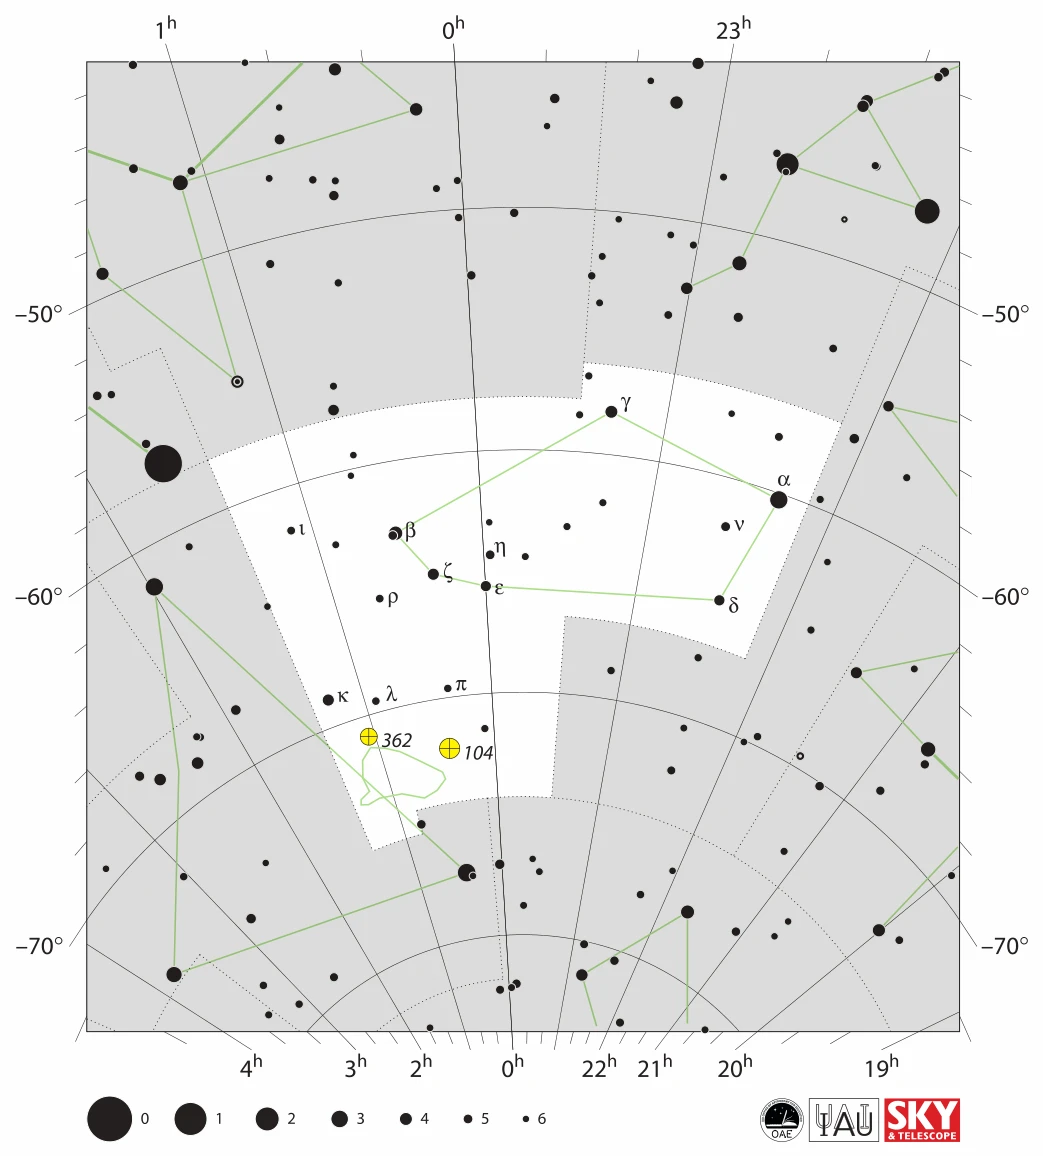 1h 0h 23h
–50° –50°
γ
α
ι β ν
η
ζ ε
–60° ρ δ –60°
κ λ π
362 104
–70° –70°
4h 3h 2h 0h 22h 21h 20h 19h
0 1 2 3 4 5 6
OAE IAU SKY
& TELESCOPE